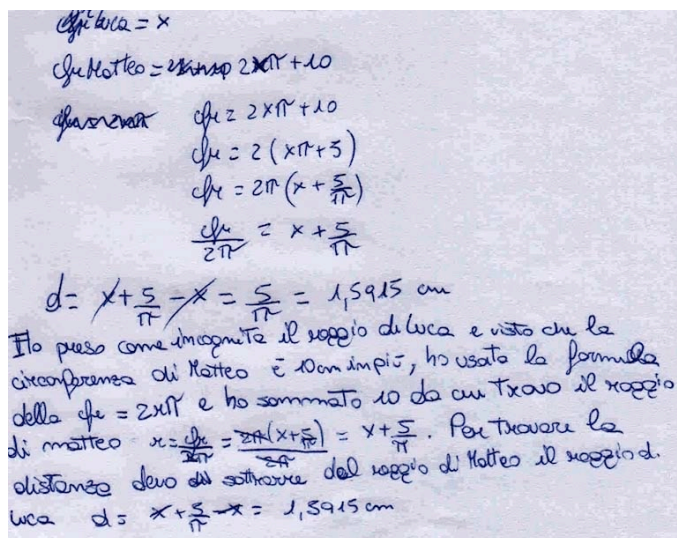 cfr Luca = x
cfr Matteo = 2xπ + 10
cfr = 2xπ + 10
cfr = 2 (xπ + 5)
cfr = 2π (x + 5/π)
cfr/2π = x + 5/π
d = x + 5/π - x = 5/π = 1,5915 cm
Ho preso come incognita il raggio di Luca e visto che la
circonferenza di Matteo è 10 cm in più, ho usato la formula
della cfr = 2rπ e ho sommato 10 da cui trovo il raggio
di matteo r = cfr/2π = 2π(x + 5/π)/2π = x + 5/π . Per trovare la
distanza devo sottrarre dal raggio di Matteo il raggio di
Luca d = x + 5/π - x = 1,5915 cm